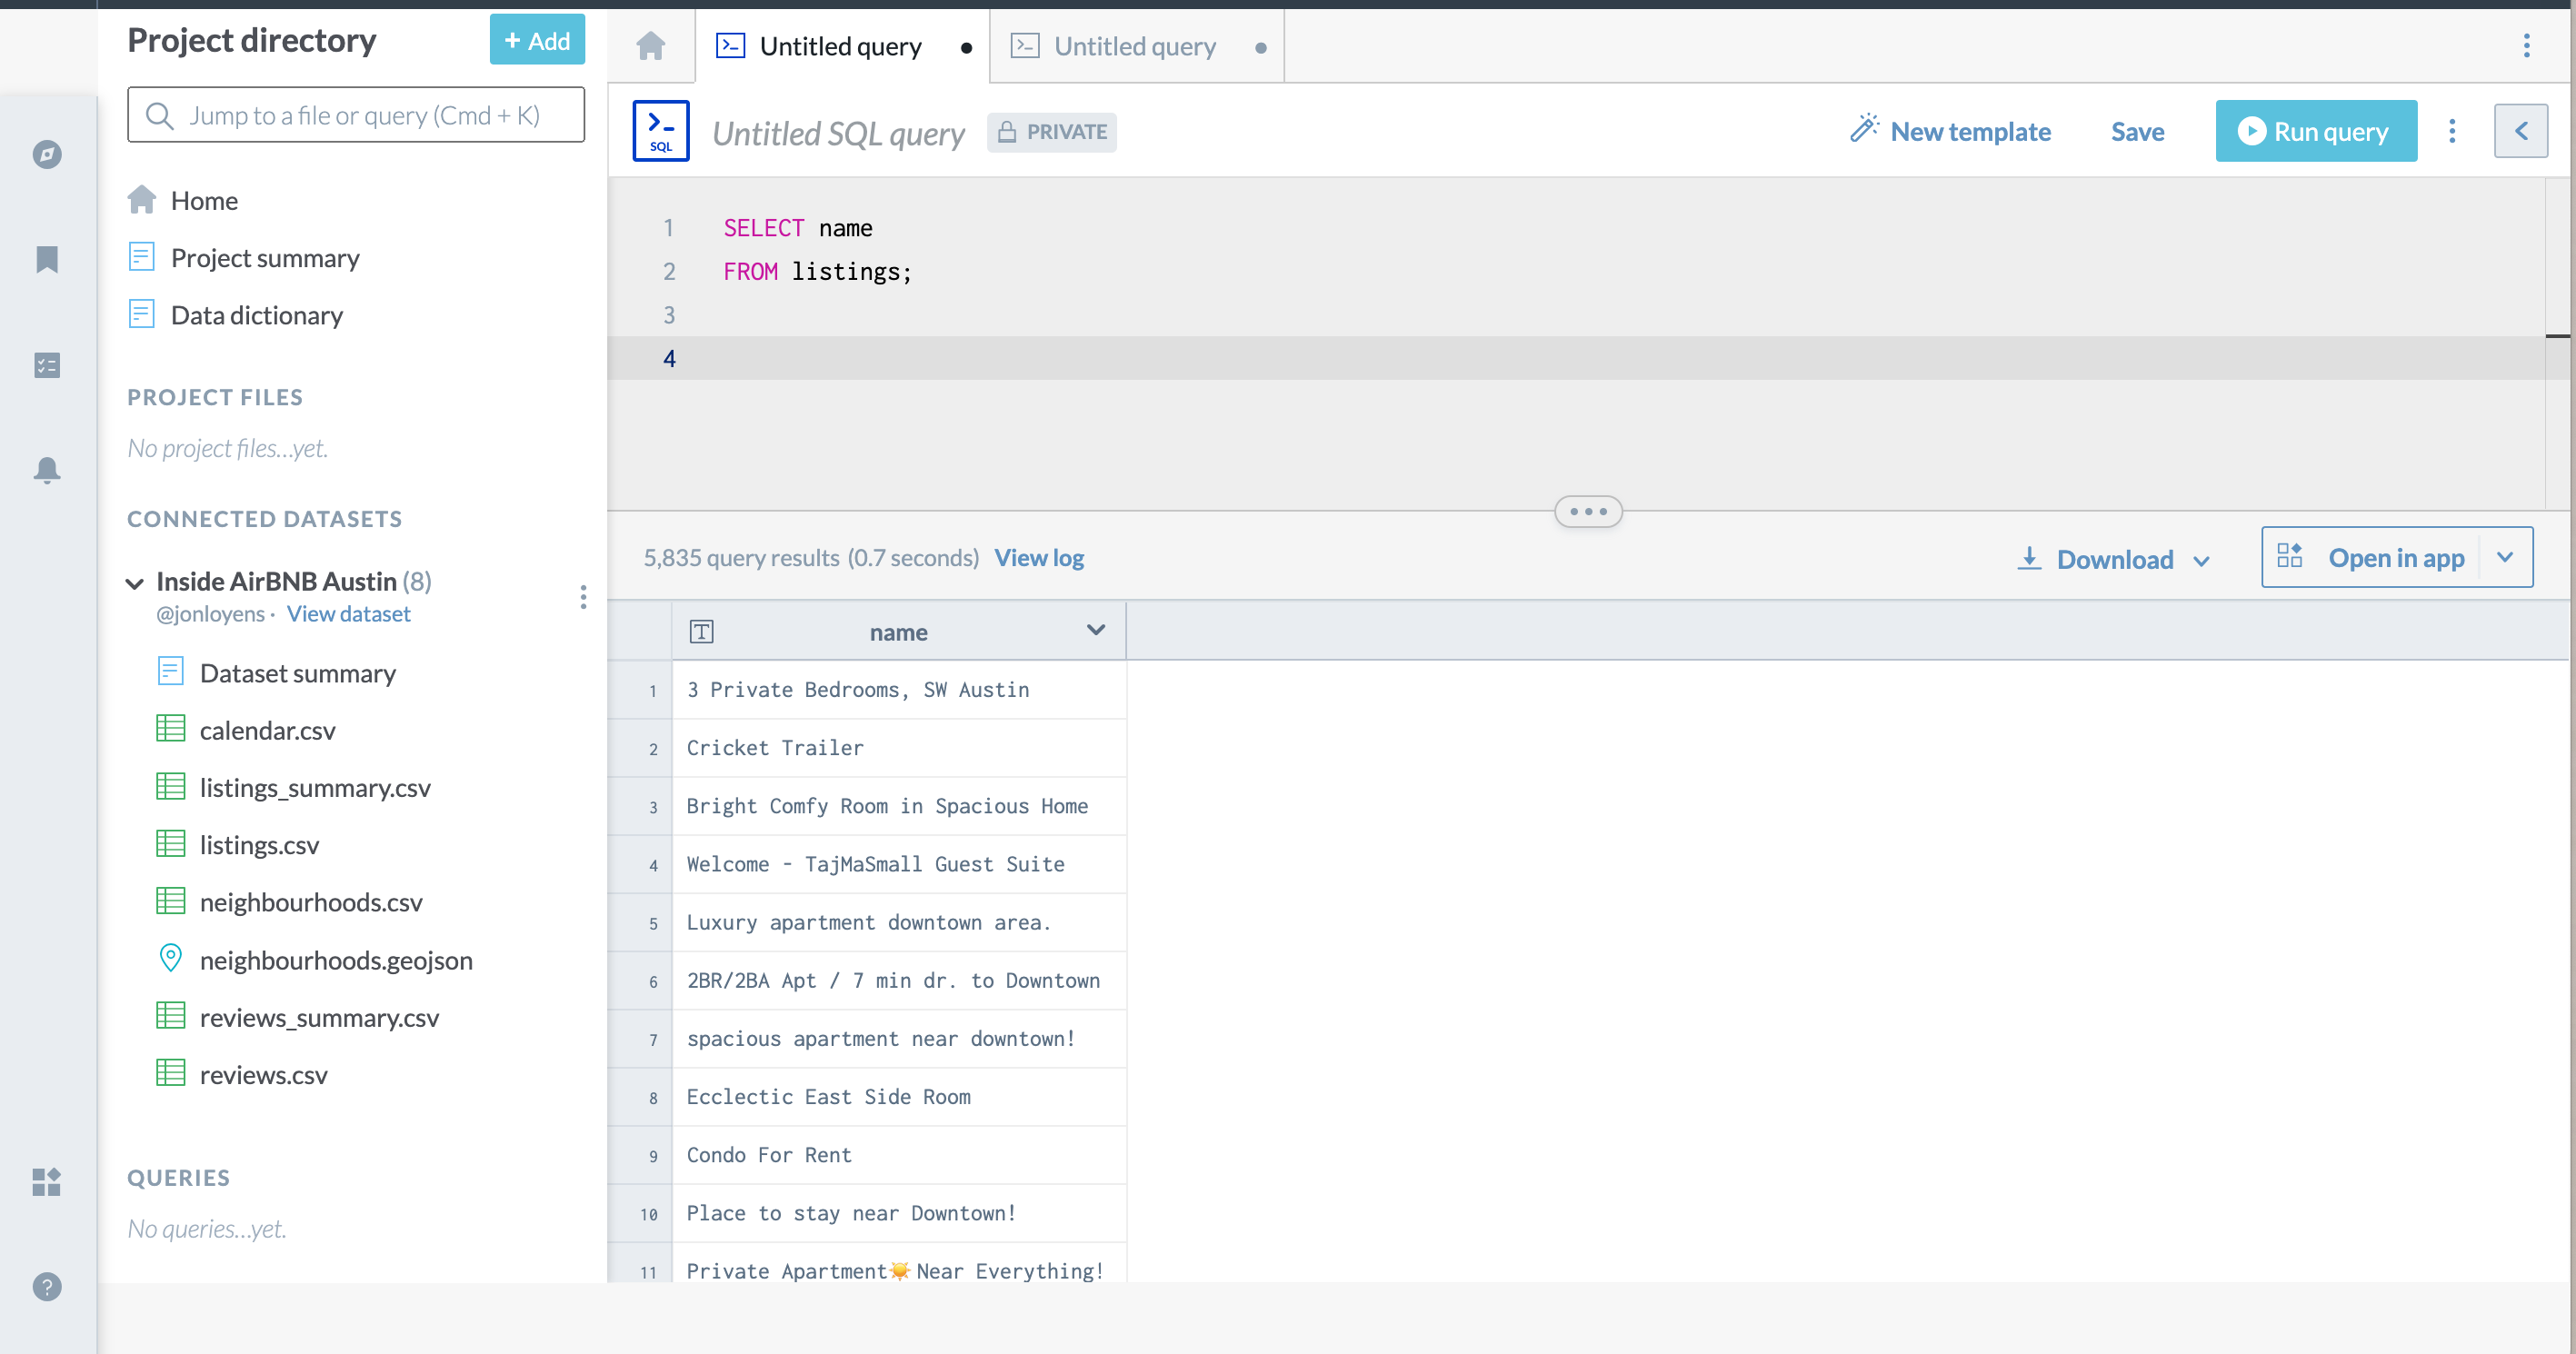 Project directory
+ Add
Jump to a file or query (Cmd + K)
Home
Project summary
Data dictionary
PROJECT FILES
No project files...yet.
CONNECTED DATASETS
Inside AirBNB Austin (8)
@jonloyens · View dataset
Dataset summary
calendar.csv
listings_summary.csv
listings.csv
neighbourhoods.csv
neighbourhoods.geojson
reviews_summary.csv
reviews.csv
QUERIES
No queries...yet.
Untitled query
Untitled query
SQL
Untitled SQL query
PRIVATE
New template
Save
Run query
1 SELECT name
2 FROM listings;
3
4
5,835 query results (0.7 seconds) View log
Download
Open in app
T name
1 3 Private Bedrooms, SW Austin
2 Cricket Trailer
3 Bright Comfy Room in Spacious Home
4 Welcome - TajMaSmall Guest Suite
5 Luxury apartment downtown area.
6 2BR/2BA Apt / 7 min dr. to Downtown
7 spacious apartment near downtown!
8 Ecclectic East Side Room
9 Condo For Rent
10 Place to stay near Downtown!
11 Private Apartment☀️Near Everything!